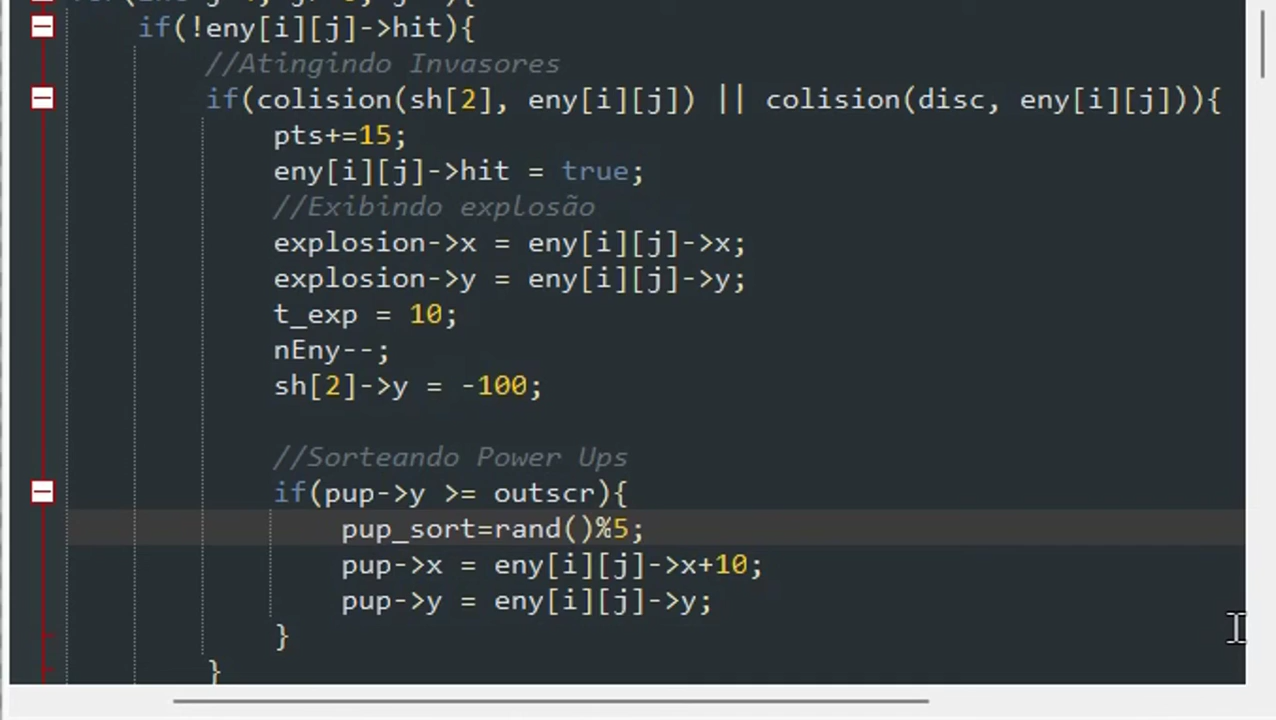 if(!eny[i][j]->hit){
//Atingindo Invasores
if(colision(sh[2], eny[i][j]) || colision(disc, eny[i][j])){
pts+=15;
eny[i][j]->hit = true;
//Exibindo explosão
explosion->x = eny[i][j]->x;
explosion->y = eny[i][j]->y;
t_exp = 10;
nEny--;
sh[2]->y = -100;
//Sorteando Power Ups
if(pup->y >= outscr){
pup_sort=rand()%5;
pup->x = eny[i][j]->x+10;
pup->y = eny[i][j]->y;
}
}